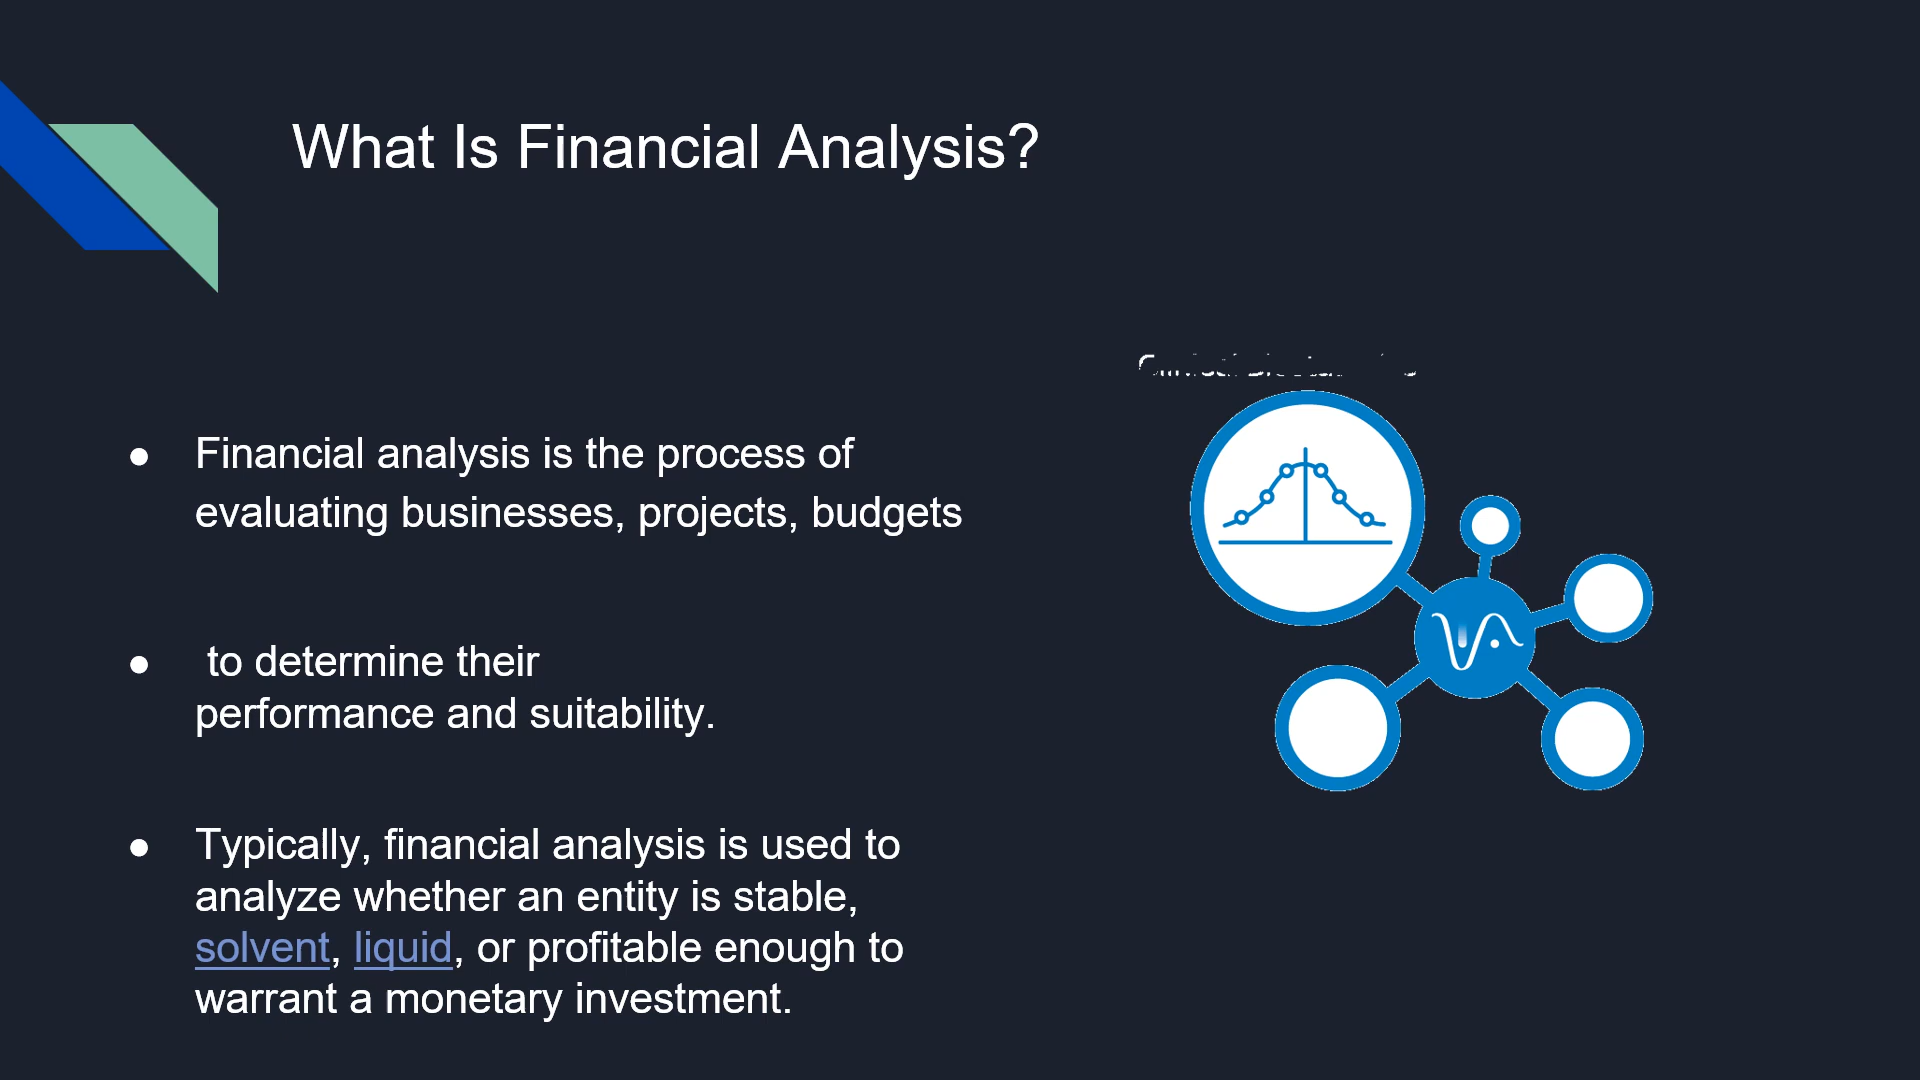 What Is Financial Analysis?
● Financial analysis is the process of
evaluating businesses, projects, budgets
● to determine their
performance and suitability.
● Typically, financial analysis is used to
analyze whether an entity is stable,
solvent, liquid, or profitable enough to
warrant a monetary investment.